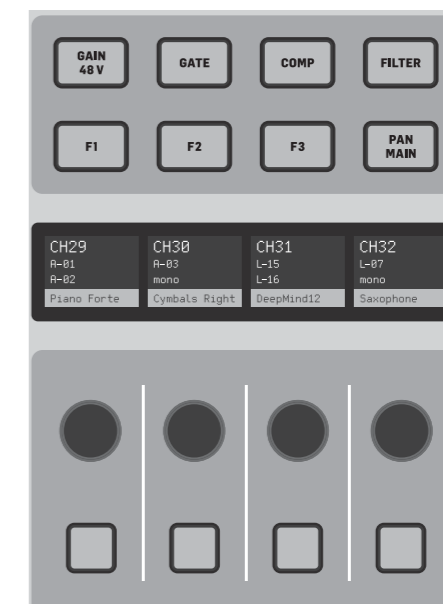 GAIN
48 V
GATE
COMP
FILTER
F1
F2
F3
PAN
MAIN
CH29
A-01
A-02
Piano Forte
CH30
A-03
mono
Cymbals Right
CH31
L-15
L-16
DeepMind12
CH32
L-07
mono
Saxophone